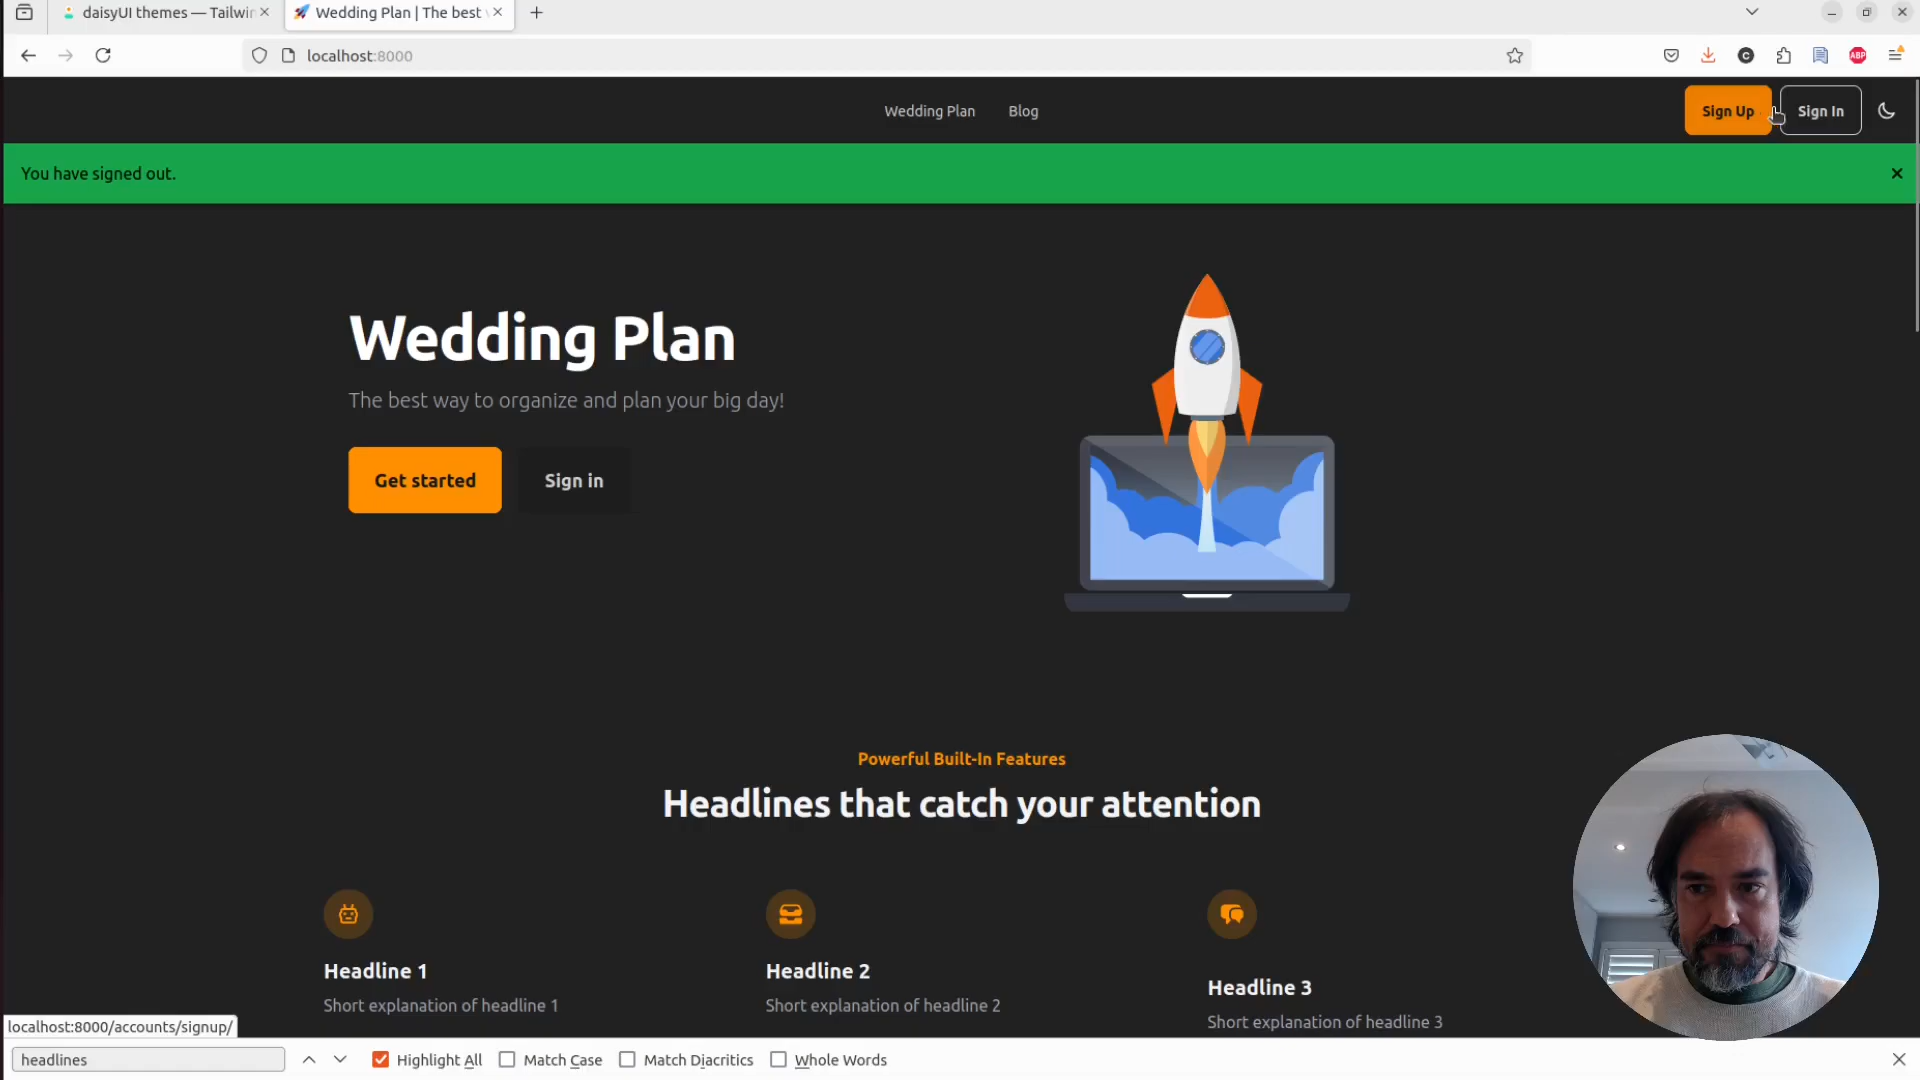 daisyUI themes — Tailwin
Wedding Plan | The best
localhost:8000
ABP
Wedding Plan
Blog
Sign Up
Sign In
You have signed out.
Wedding Plan
The best way to organize and plan your big day!
Get started
Sign in
Powerful Built-In Features
Headlines that catch your attention
Headline 1
Short explanation of headline 1
Headline 2
Short explanation of headline 2
Headline 3
Short explanation of headline 3
localhost:8000/accounts/signup/
headlines
Highlight All
Match Case
Match Diacritics
Whole Words